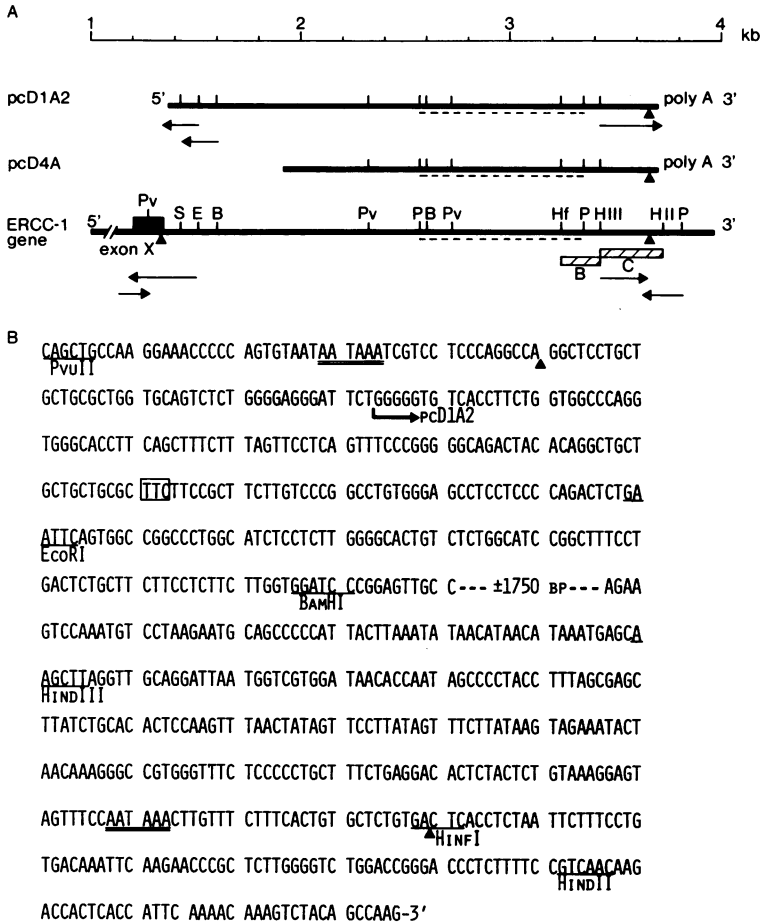 A
1 2 3 4 kb
pcD1A2 5' poly A 3'
pcD4A poly A 3'
Pv
ERCC-1 gene 5' S E B Pv P B Pv Hf P HIII HII P 3'
exon X
B C
B
CAGCTGCCAA GGAAACCCCC CAGTGTAATAA TAAATCGTCC TCCCAGGCCA GGCTCCTGCT
PvuII
GCTGCGCTGG TGCAGTCTCT GGGGAGGGATT TCTGGGGGTG TCACCTTCTG GTGGCCCAGG
pcD1A2
TGGGCACCTT CAGCTTTCTT TAGTTCCTCA GTTTCCCGGG GGCAGACTAC ACAGGCTGCT
GCTGCTGCGC TTCTTCCGCT TCTTGTCCCG GCCTGTGGGA GCCTCCTCCC CAGACTCTGA
ATTCAGTGGC CGGCCCTGGC ATCTCCTCTT GGGGCACTGT CTCTGGCATC CGGCTTTCCT
EcoRI
GACTCTGCTT CTTCCTCTTC TTGGTGGATC CCGGAGTTGC C--- ±1750 BP--- AGAA
BAMHI
GTCCAAATGT CCTAAGAATG CAGCCCCCAT TACTTAAATA TAACATAACA TAAATGAGCA
AGCTTAGGTT GCAGGATTAA TGGTCGTGGA TAACACCAAT AGCCCCTACC TTTAGCGAGC
HINDIII
TTATCTGCAC ACTCCAAGTT TAACTATAGT TCCTTATAGT TTCTTATAAG TAGAAATACT
AACAAAGGGC CGTGGGTTTC TCCCCCTGCT TTCTGAGGAC ACTCTACTCT GTAAAGGAGT
AGTTTCCAAT AAACTTGTTT CTTTCACTGT GCTCTGTGAC TCACCTCTAA TTCTTTCCTG
HINFI
TGACAAATTC AAGAACCCGC TCTTGGGGTC TGGACCGGGA CCCTCTTTTC CGTCAACAAG
HINDII
ACCACTCACC ATTC AAAAC AAAGTCTACA GCCAAG-3'